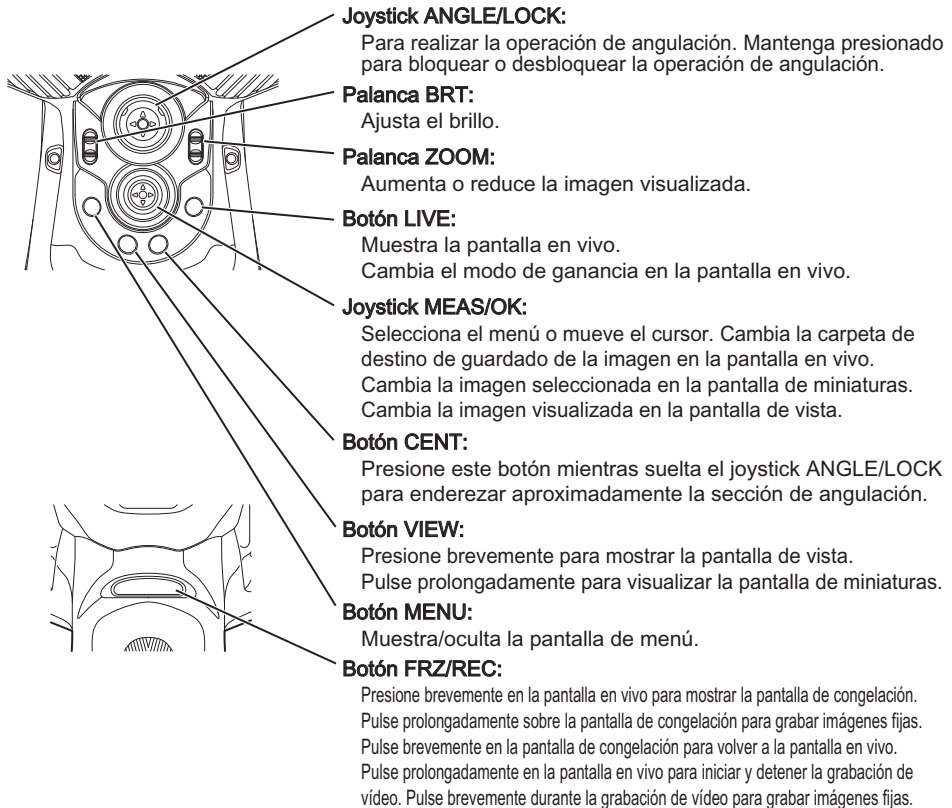 Joystick ANGLE/LOCK:
Para realizar la operación de angulación. Mantenga presionado
para bloquear o desbloquear la operación de angulación.
Palanca BRT:
Ajusta el brillo.
Palanca ZOOM:
Aumenta o reduce la imagen visualizada.
Botón LIVE:
Muestra la pantalla en vivo.
Cambia el modo de ganancia en la pantalla en vivo.
Joystick MEAS/OK:
Selecciona el menú o mueve el cursor. Cambia la carpeta de
destino de guardado de la imagen en la pantalla en vivo.
Cambia la imagen seleccionada en la pantalla de miniaturas.
Cambia la imagen visualizada en la pantalla de vista.
Botón CENT:
Presione este botón mientras suelta el joystick ANGLE/LOCK
para enderezar aproximadamente la sección de angulación.
Botón VIEW:
Presione brevemente para mostrar la pantalla de vista.
Pulse prolongadamente para visualizar la pantalla de miniaturas.
Botón MENU:
Muestra/oculta la pantalla de menú.
Botón FRZ/REC:
Presione brevemente en la pantalla en vivo para mostrar la pantalla de congelación.
Pulse prolongadamente sobre la pantalla de congelación para grabar imágenes fijas.
Pulse brevemente en la pantalla de congelación para volver a la pantalla en vivo.
Pulse prolongadamente en la pantalla en vivo para iniciar y detener la grabación de
vídeo. Pulse brevemente durante la grabación de vídeo para grabar imágenes fijas.